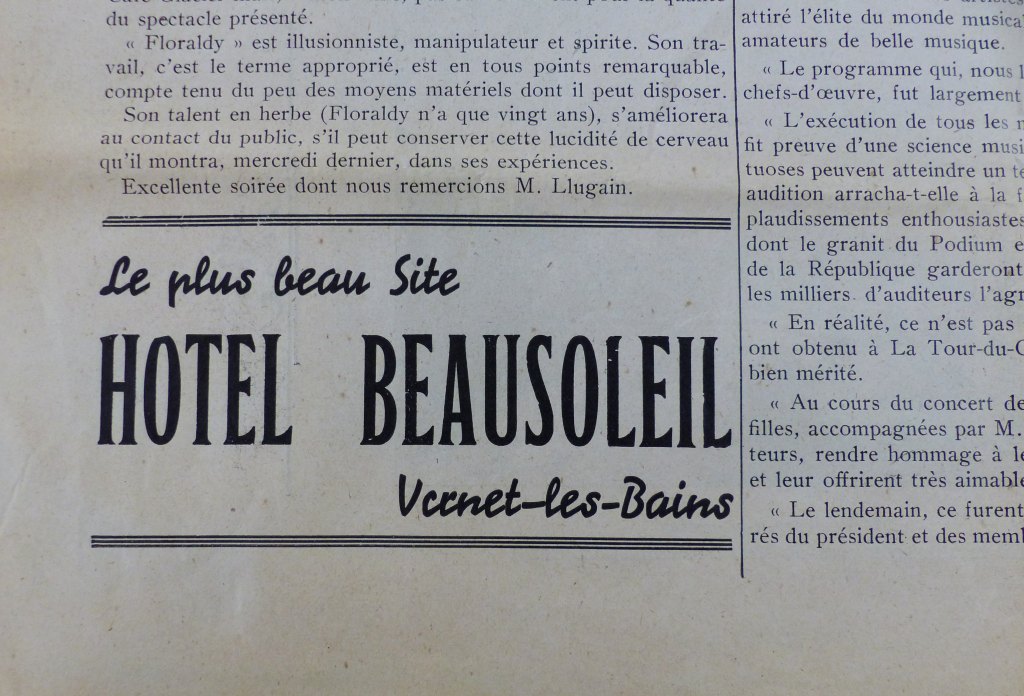 du spectacle présenté.
« Floraldy » est illusionniste, manipulateur et spirite. Son tra-
vail, c'est le terme approprié, est en tous points remarquable,
compte tenu du peu des moyens matériels dont il peut disposer.
Son talent en herbe (Floraldy n'a que vingt ans), s'améliorera
au contact du public, s'il peut conserver cette lucidité de cerveau
qu'il montra, mercredi dernier, dans ses expériences.
Excellente soirée dont nous remercions M. Llugain.
Le plus beau Site
HOTEL BEAUSOLEIL
Vernet-les-Bains
attiré l'élite du monde
amateurs de belle musique.
« Le programme qui, nous
chefs-d'œuvre, fut largement
« L'exécution de tous les
fit preuve d'une science
tuoses peuvent atteindre un
audition arracha-t-elle à la
plaudissements enthousiastes
dont le granit du Podium
de la République garderont
les milliers d'auditeurs
« En réalité, ce n'est pas
ont obtenu à La
bien mérité.
« Au cours du concert
filles, accompagnées par M.
teurs, rendre hommage à
et leur offrirent très
« Le lendemain, ce furent
rés du président et des